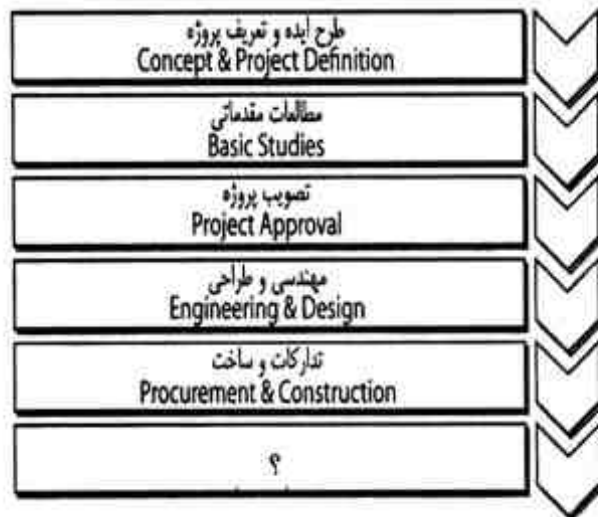 طرح ایده و تعریف پروژه
Concept & Project Definition
مطالعات مقدماتی
Basic Studies
تصویب پروژه
Project Approval
مهندسی و طراحی
Engineering & Design
تدارکات و ساخت
Procurement & Construction
؟